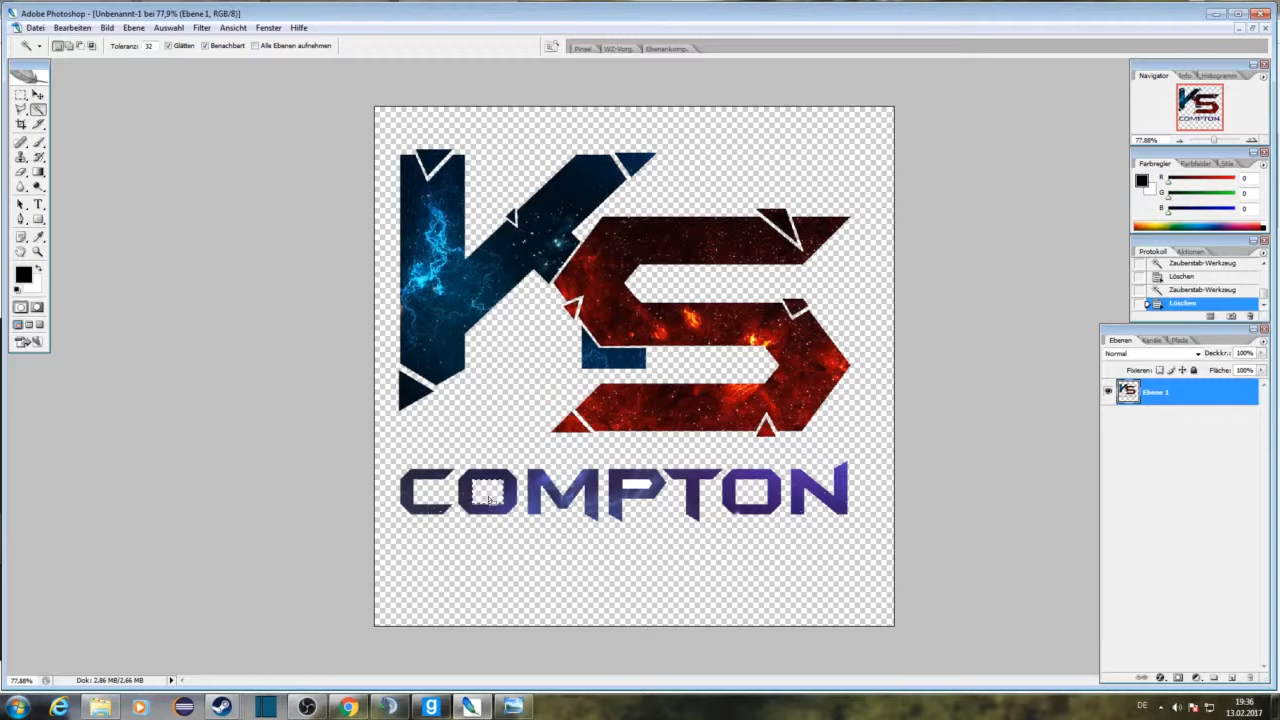 Adobe Photoshop - [Unbenannt-1 bei 77,9% (Ebene 1, RGB/8)]
Datei Bearbeiten Bild Ebene Auswahl Filter Ansicht Fenster Hilfe
Toleranz: 32 Glätten Benachbart Alle Ebenen aufnehmen Pinsel WZ-Vorg. Ebenenkomp.
Navigator Info Histogramm
KS
COMPTON
77.88%
Farbregler Farbfelder Stile
R 0
G 0
B 0
Protokoll Aktionen
Zauberstab-Werkzeug
Löschen
Zauberstab-Werkzeug
Löschen
Ebenen Kanäle Pfade
Normal Deckkr.: 100%
Fixieren: Fläche: 100%
Ebene 1
KS
COMPTON
77.88% Dok: 2,86 MB/2,66 MB
DE 19:36
13.02.2017